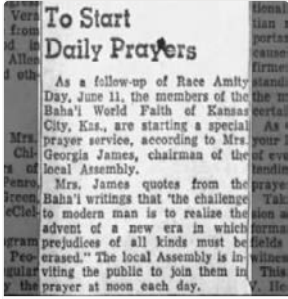 To Start
Daily Prayers
As a follow-up of Race Amity
Day, June 11, the members of the
Baha'i World Faith of Kansas
City, Kas., are starting a special
prayer service, according to Mrs.
Georgia James, chairman of the
local Assembly.
Mrs. James quotes from the
Baha'i writings that 'the challenge
to modern man is to realize the
advent of a new era in which
prejudices of all kinds must be
erased." The local Assembly is in-
viting the public to join them in
prayer at noon each day.